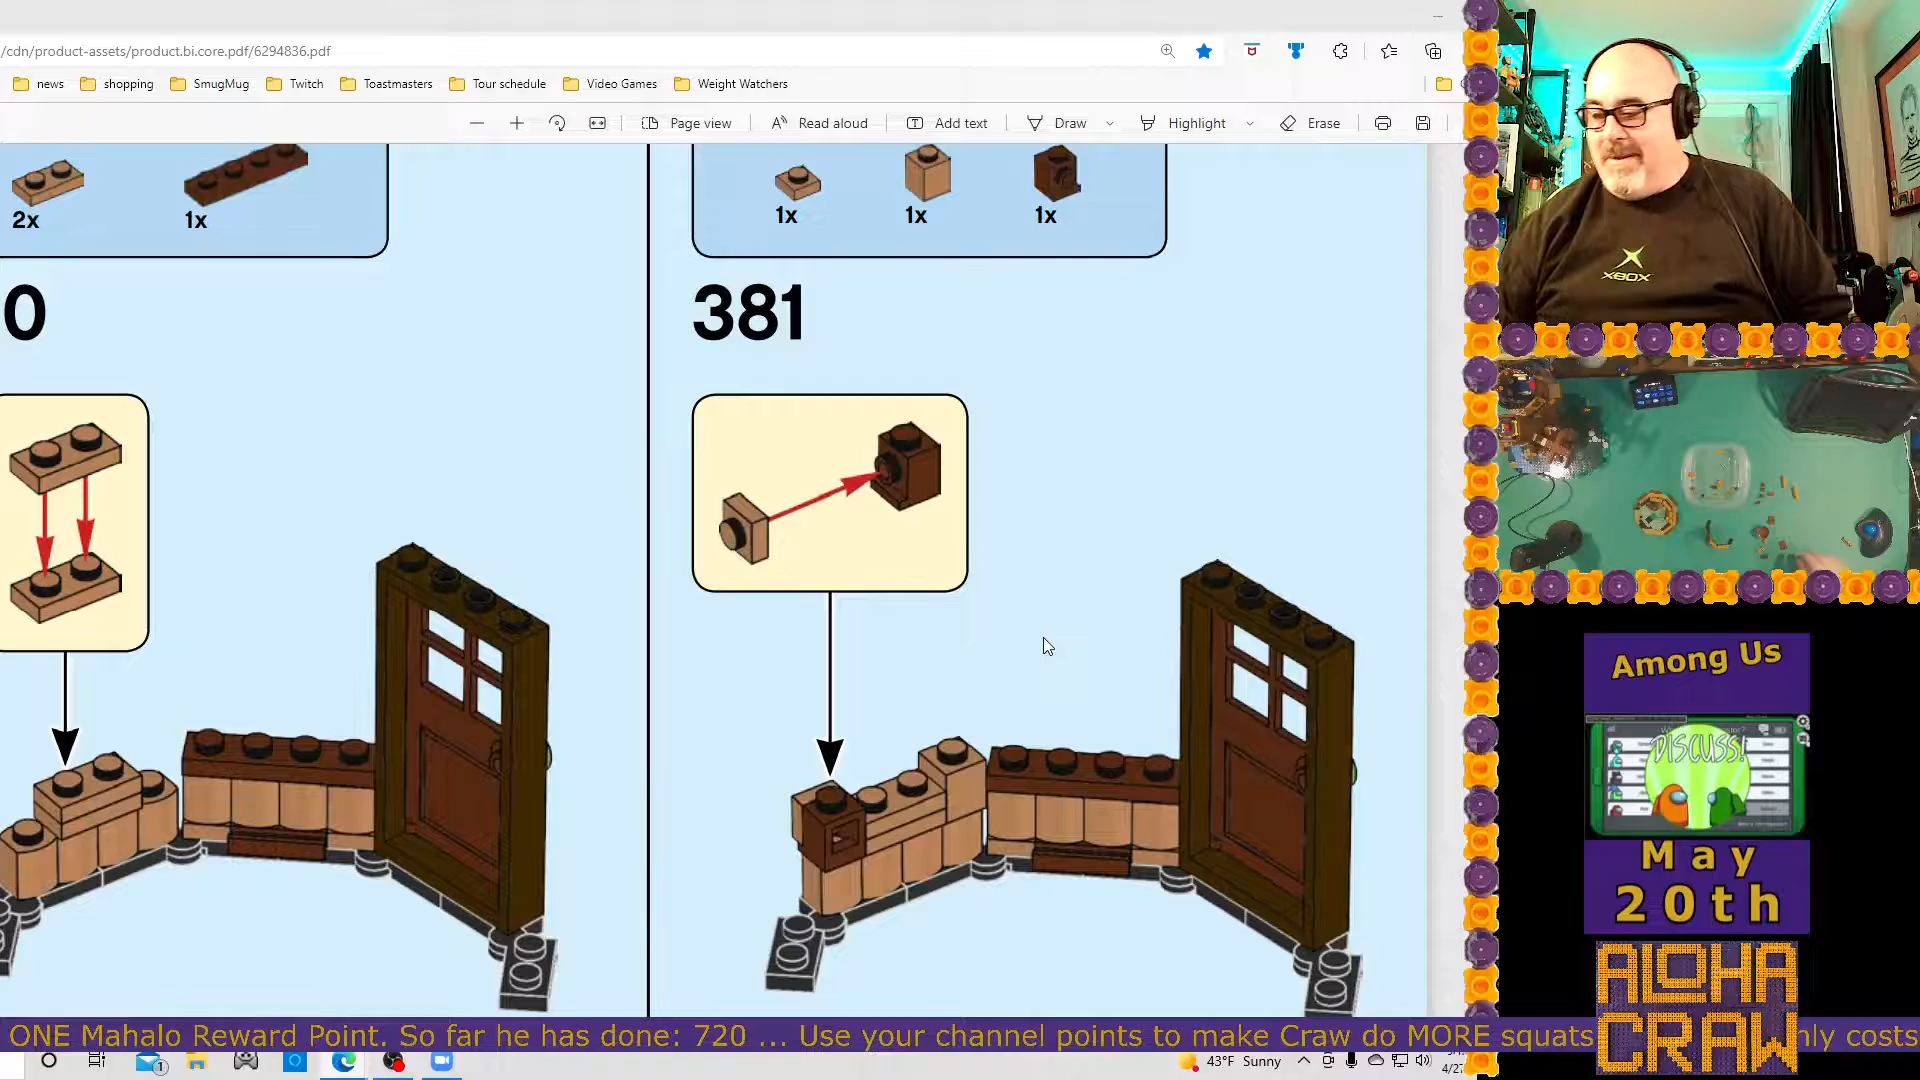 /cdn/product-assets/product.bi.core.pdf/6294836.pdf
news shopping SmugMug Twitch Toastmasters Tour schedule Video Games Weight Watchers
Page view Read aloud Add text Draw Highlight Erase
2x 1x
1x 1x 1x
0
381
XBOX
Among Us
DISCUSS!
May
20th
ALOHA
CRAW
ONE Mahalo Reward Point. So far he has done: 720 ... Use your channel points to make Craw do MORE squats
nly costs
1
43°F Sunny